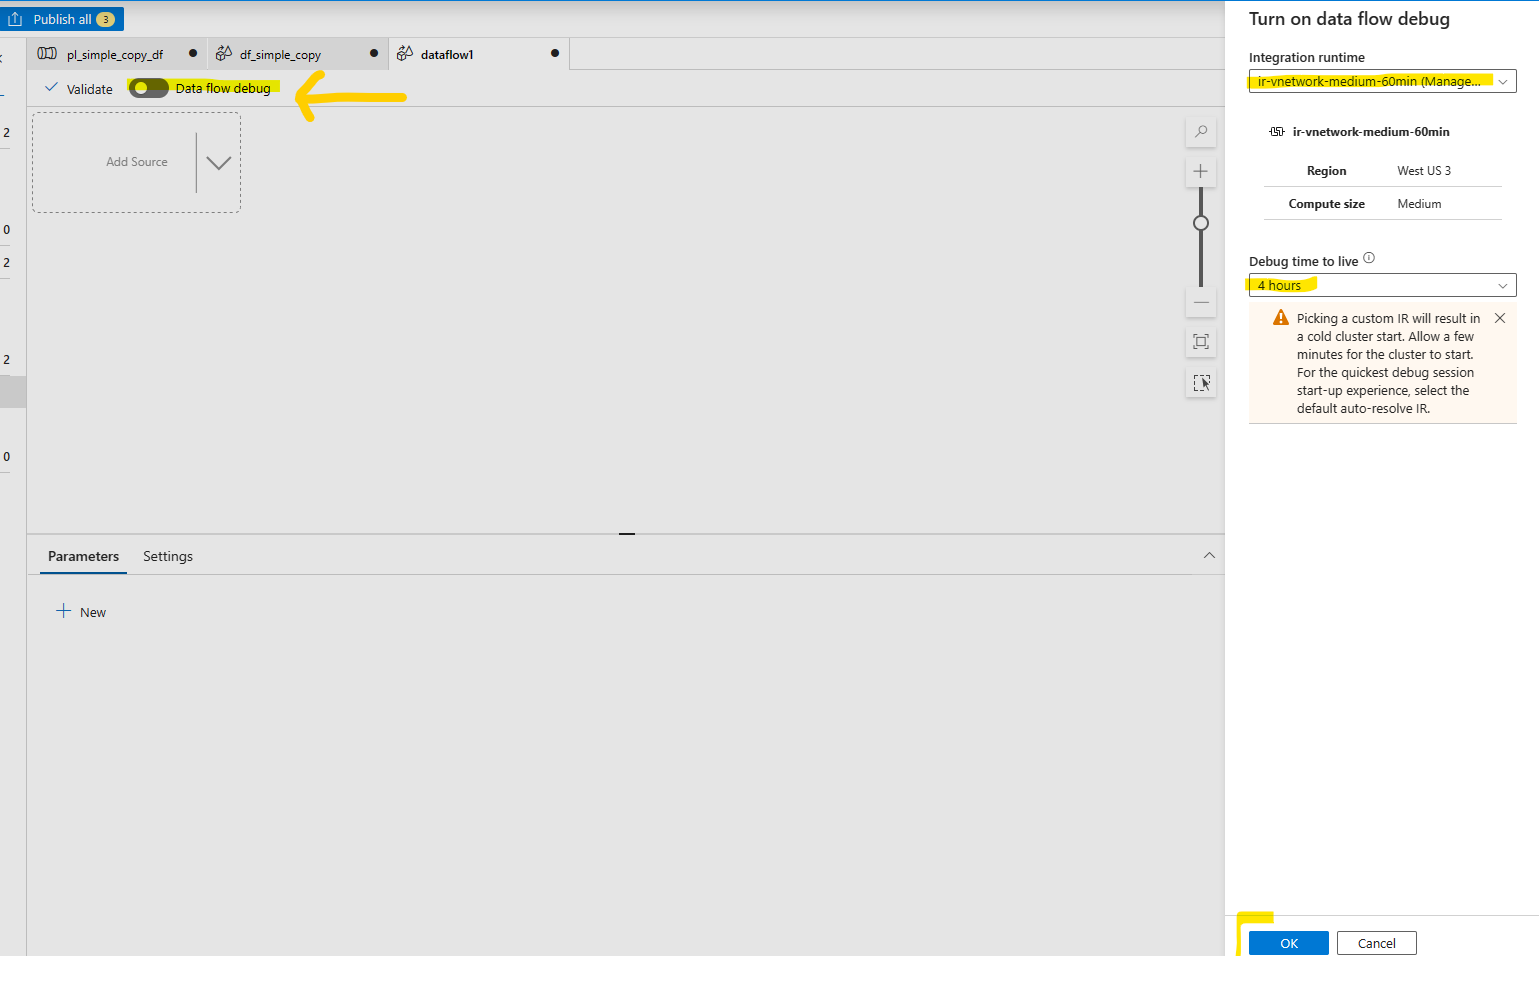 Publish all 3
pl_simple_copy_df
df_simple_copy
dataflow1
Validate
Data flow debug
Add Source
2
0
2
2
0
Parameters
Settings
New
Turn on data flow debug
Integration runtime
ir-vnetwork-medium-60min (Manage...
ir-vnetwork-medium-60min
Region West US 3
Compute size Medium
Debug time to live
4 hours
Picking a custom IR will result in
a cold cluster start. Allow a few
minutes for the cluster to start.
For the quickest debug session
start-up experience, select the
default auto-resolve IR.
OK
Cancel